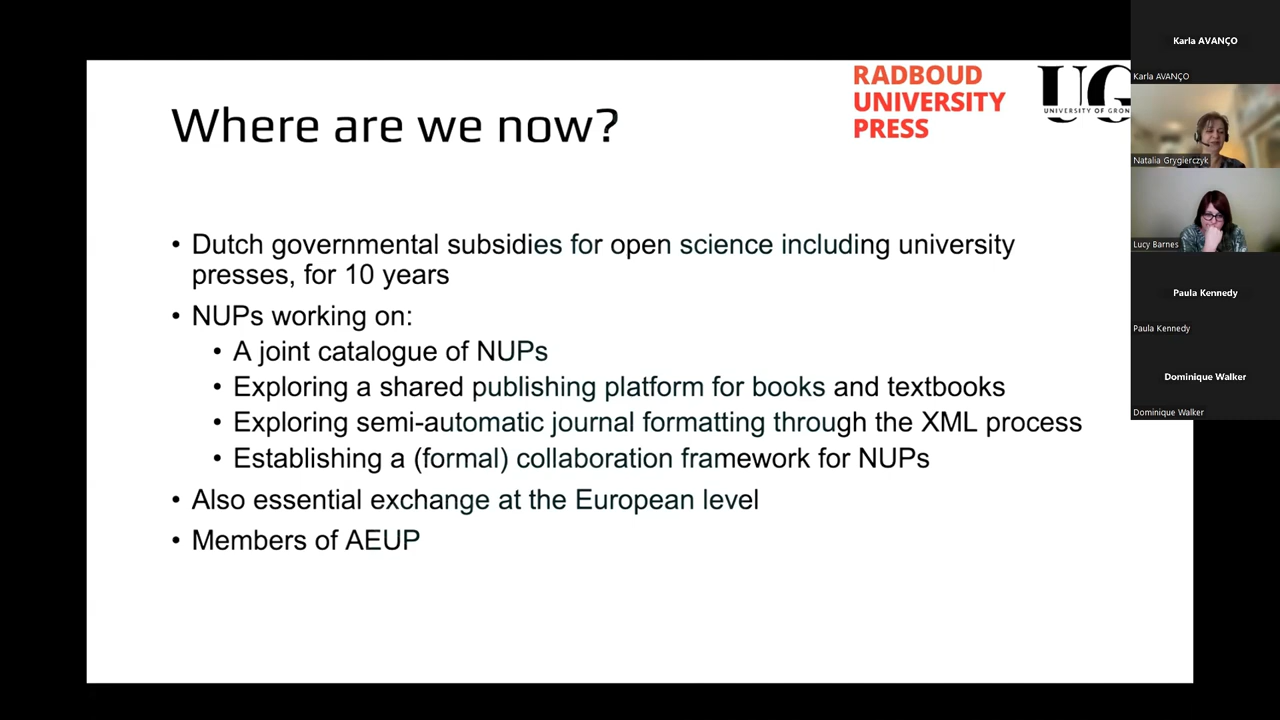 Where are we now?
RADBOUD
UNIVERSITY
PRESS
UG
UNIVERSITY OF GRON
• Dutch governmental subsidies for open science including university
presses, for 10 years
• NUPs working on:
• A joint catalogue of NUPs
• Exploring a shared publishing platform for books and textbooks
• Exploring semi-automatic journal formatting through the XML process
• Establishing a (formal) collaboration framework for NUPs
• Also essential exchange at the European level
• Members of AEUP
Karla AVANÇO
Karla AVANÇO
Natalia Grygierczyk
Lucy Barnes
Paula Kennedy
Paula Kennedy
Dominique Walker
Dominique Walker